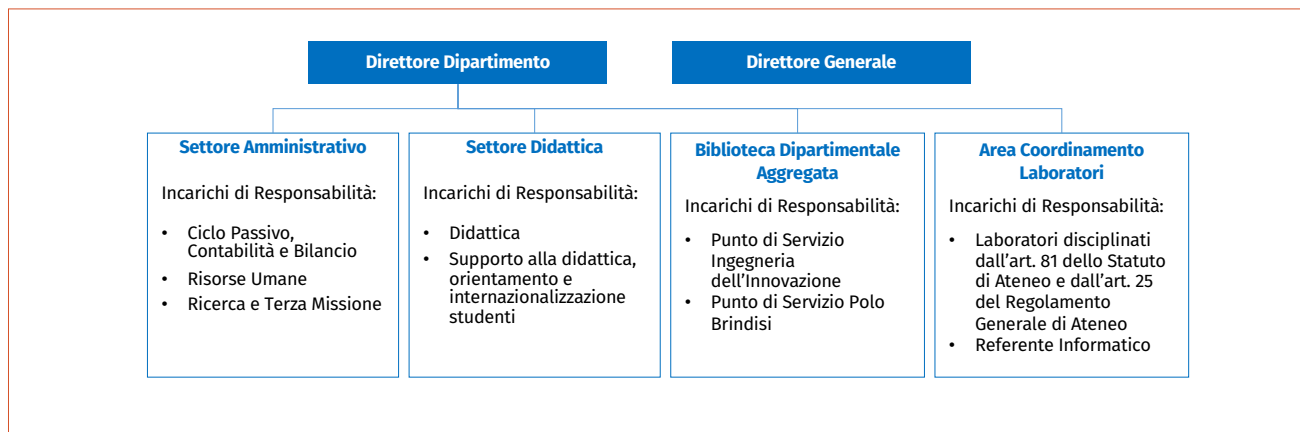 Direttore Dipartimento
Direttore Generale
Settore Amministrativo
Incarichi di Responsabilità:
• Ciclo Passivo,
Contabilità e Bilancio
• Risorse Umane
• Ricerca e Terza Missione
Settore Didattica
Incarichi di Responsabilità:
• Didattica
• Supporto alla didattica,
orientamento e
internazionalizzazione
studenti
Biblioteca Dipartimentale
Aggregata
Incarichi di Responsabilità:
• Punto di Servizio
Ingegneria
dell’Innovazione
• Punto di Servizio Polo
Brindisi
Area Coordinamento
Laboratori
Incarichi di Responsabilità:
• Laboratori disciplinati
dall’art. 81 dello Statuto
di Ateneo e dall’art. 25
del Regolamento
Generale di Ateneo
• Referente Informatico